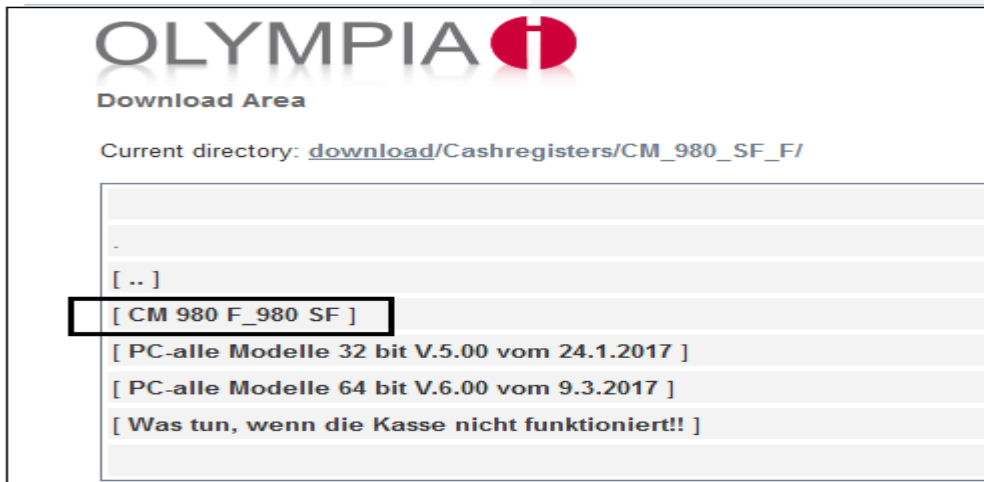 OLYMPIA
Download Area
Current directory: download/Cashregisters/CM_980_SF_F/
.
[ .. ]
[ CM 980 F_980 SF ]
[ PC-alle Modelle 32 bit V.5.00 vom 24.1.2017 ]
[ PC-alle Modelle 64 bit V.6.00 vom 9.3.2017 ]
[ Was tun, wenn die Kasse nicht funktioniert!! ]